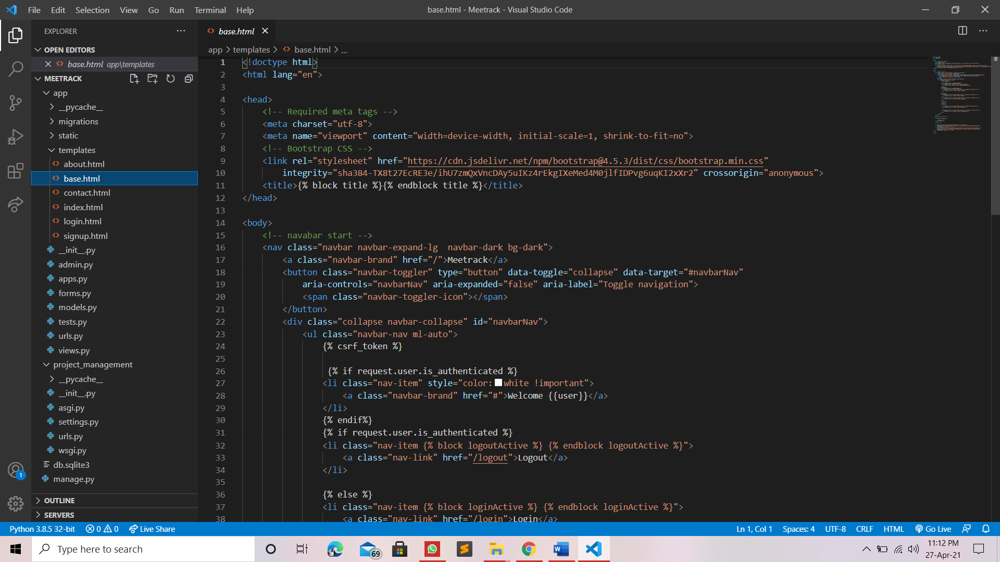 File Edit Selection View Go Run Terminal Help
base.html - Meetrack - Visual Studio Code
EXPLORER
OPEN EDITORS
base.html app\templates
MEETRACK
app
__pycache__
migrations
static
templates
about.html
base.html
contact.html
index.html
login.html
signup.html
__init__.py
admin.py
apps.py
forms.py
models.py
tests.py
urls.py
views.py
project_management
__pycache__
__init__.py
asgi.py
settings.py
urls.py
wsgi.py
db.sqlite3
manage.py
OUTLINE
SERVERS
1
base.html
app > templates > base.html > ...
1 <!doctype html>
2 <html lang="en">
3
4 <head>
5 <!-- Required meta tags -->
6 <meta charset="utf-8">
7 <meta name="viewport" content="width=device-width, initial-scale=1, shrink-to-fit=no">
8 <!-- Bootstrap CSS -->
9 <link rel="stylesheet" href="https://cdn.jsdelivr.net/npm/bootstrap@4.5.3/dist/css/bootstrap.min.css"
10 integrity="sha384-TX8t27EcRE3e/ihU7zmQxVncDAy5uIKz4rEkgIXeMed4M0jlfIDPvg6uqKI2xXr2" crossorigin="anonymous">
11 <title>{% block title %}{% endblock title %}</title>
12 </head>
13
14 <body>
15 <!-- navabar start -->
16 <nav class="navbar navbar-expand-lg  navbar-dark bg-dark">
17 <a class="navbar-brand" href="/">Meetrack</a>
18 <button class="navbar-toggler" type="button" data-toggle="collapse" data-target="#navbarNav"
19 aria-controls="navbarNav" aria-expanded="false" aria-label="Toggle navigation">
20 <span class="navbar-toggler-icon"></span>
21 </button>
22 <div class="collapse navbar-collapse" id="navbarNav">
23 <ul class="navbar-nav ml-auto">
24 {% csrf_token %}
25
26 {% if request.user.is_authenticated %}
27 <li class="nav-item" style="color:white !important">
28 <a class="navbar-brand" href="#">Welcome {{user}}</a>
29 </li>
30 {% endif%}
31 {% if request.user.is_authenticated %}
32 <li class="nav-item {% block logoutActive %} {% endblock logoutActive %}">
33 <a class="nav-link" href="/logout">Logout</a>
34 </li>
35
36 {% else %}
37 <li class="nav-item {% block loginActive %} {% endblock loginActive %}">
38 <a class="nav-link" href="/login">Login</a>
Python 3.8.5 32-bit 0 0 Live Share Ln 1, Col 1 Spaces: 4 UTF-8 CRLF HTML Go Live
Type here to search
69
11:12 PM
27-Apr-21